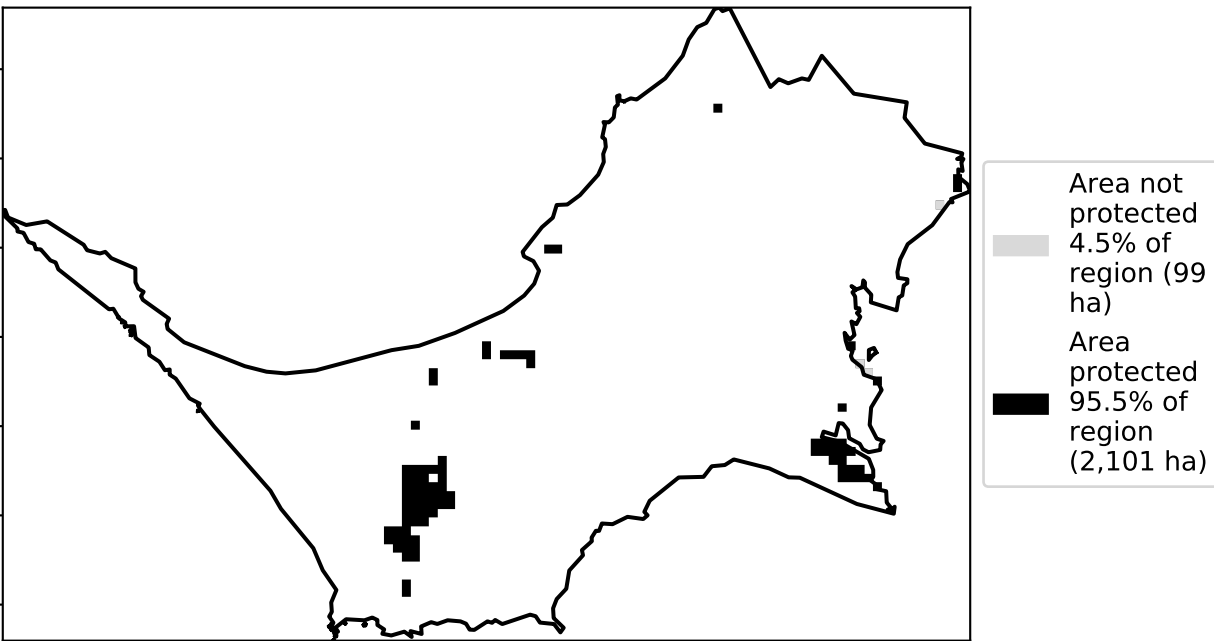 Area not
protected
4.5% of
region (99
ha)
Area
protected
95.5% of
region
(2,101 ha)